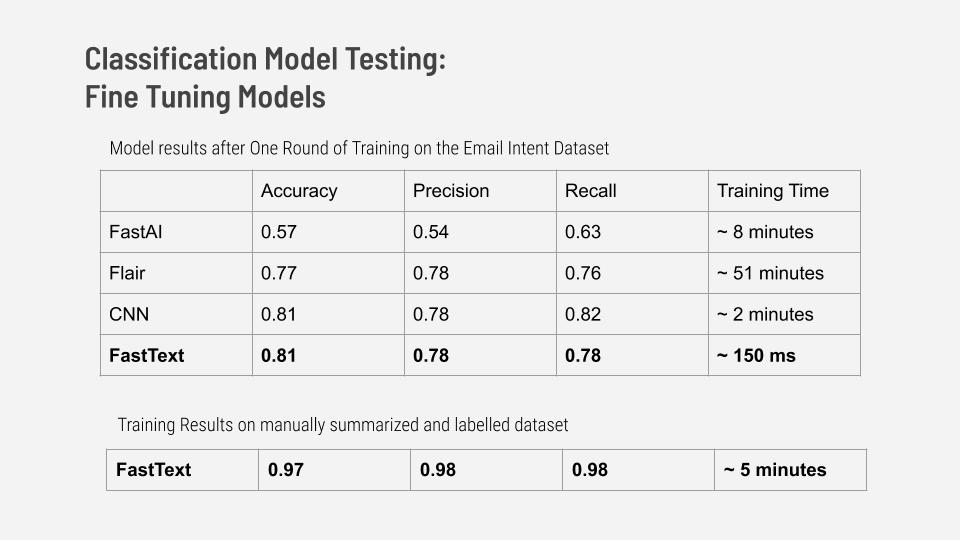 Classification Model Testing:
Fine Tuning Models
Model results after One Round of Training on the Email Intent Dataset
Accuracy Precision Recall Training Time
FastAI 0.57 0.54 0.63 ~ 8 minutes
Flair 0.77 0.78 0.76 ~ 51 minutes
CNN 0.81 0.78 0.82 ~ 2 minutes
FastText 0.81 0.78 0.78 ~ 150 ms
Training Results on manually summarized and labelled dataset
FastText 0.97 0.98 0.98 ~ 5 minutes